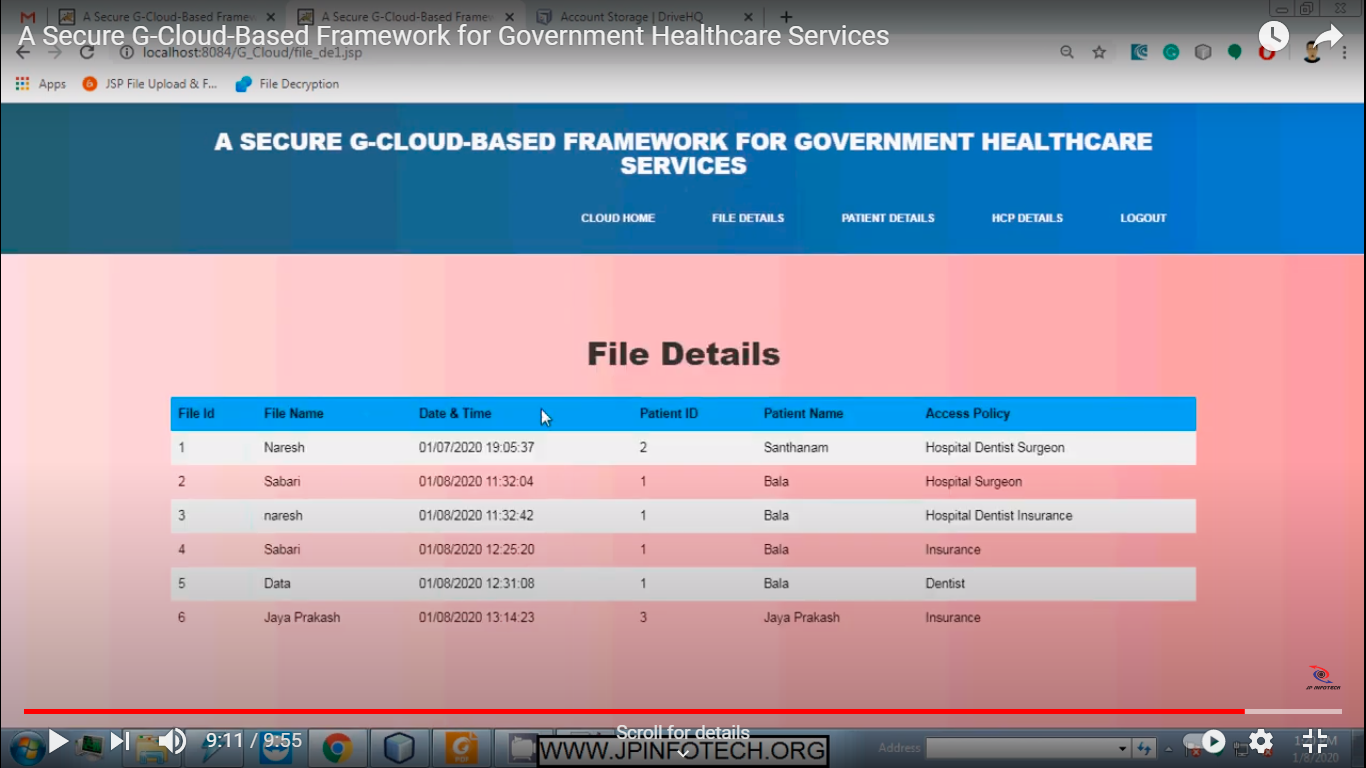 A Secure G-Cloud-Based Framew
A Secure G-Cloud-Based Framew
Account Storage | DriveHQ
A Secure G-Cloud-Based Framework for Government Healthcare Services
localhost:8084/G_Cloud/file_de1.jsp
Apps
JSP File Upload & F...
File Decryption
A SECURE G-CLOUD-BASED FRAMEWORK FOR GOVERNMENT HEALTHCARE
SERVICES
CLOUD HOME FILE DETAILS PATIENT DETAILS HCP DETAILS LOGOUT
File Details
File Id File Name Date & Time Patient ID Patient Name Access Policy
1 Naresh 01/07/2020 19:05:37 2 Santhanam Hospital Dentist Surgeon
2 Sabari 01/08/2020 11:32:04 1 Bala Hospital Surgeon
3 naresh 01/08/2020 11:32:42 1 Bala Hospital Dentist Insurance
4 Sabari 01/08/2020 12:25:20 1 Bala Insurance
5 Data 01/08/2020 12:31:08 1 Bala Dentist
6 Jaya Prakash 01/08/2020 13:14:23 3 Jaya Prakash Insurance
JP INFOTECH
Scroll for details
9:11 / 9:55
WWW.JPINFOTECH.ORG
Address
1/8/2020